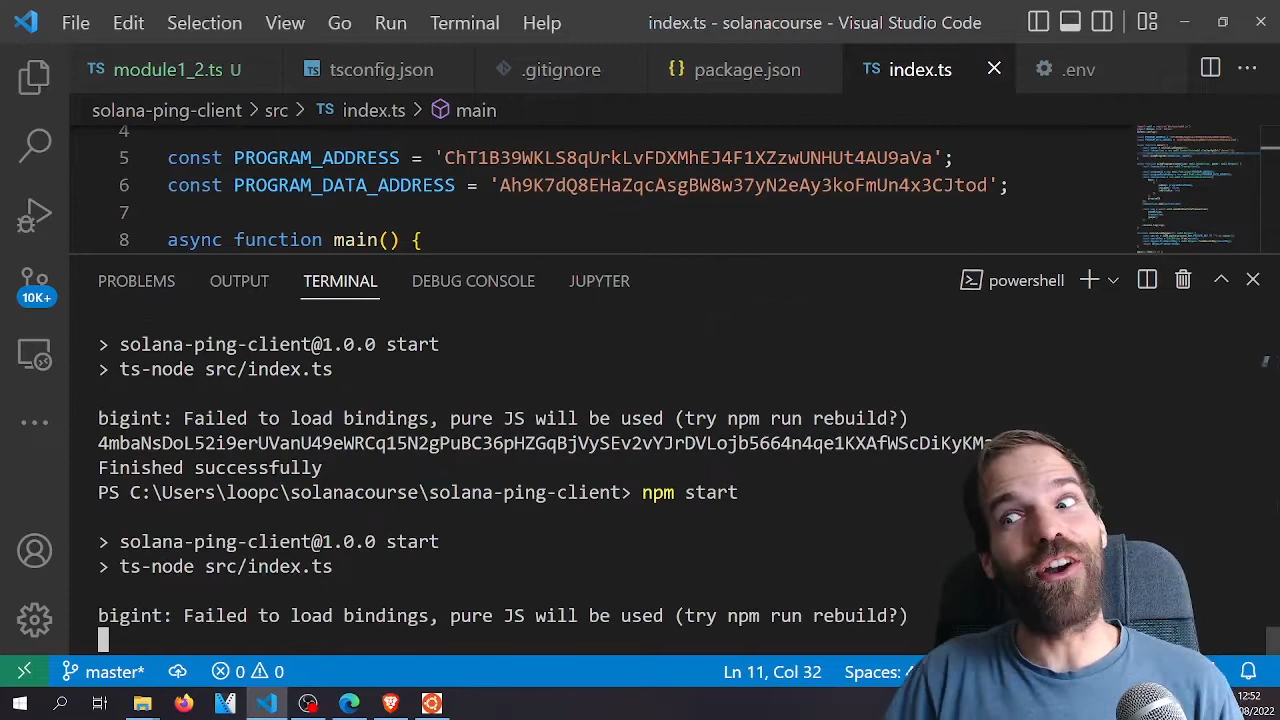 File Edit Selection View Go Run Terminal Help index.ts - solanacourse - Visual Studio Code
TS module1_2.ts U tsconfig.json .gitignore {} package.json TS index.ts .env
solana-ping-client > src > TS index.ts > main
4
5 const PROGRAM_ADDRESS =
6 const PROGRAM_DATA_ADDRESS = 'Ah9K7dQ8EHaZqcAsgBW8w37yN2eAy3koFmUn4x3CJtod';
7
8 async function main() {
PROBLEMS OUTPUT TERMINAL DEBUG CONSOLE JUPYTER powershell
10K+
> solana-ping-client@1.0.0 start
> ts-node src/index.ts
bigint: Failed to load bindings, pure JS will be used (try npm run rebuild?)
4mbaNsDoL52i9erUVanU49eWRCq15N2gPuBC36pHZGqBjVySEv2vYJrDVLojb5664n4qe1KXAfWScDiKyKMa
Finished successfully
PS C:\Users\loopc\solanacourse\solana-ping-client> npm start
> solana-ping-client@1.0.0 start
> ts-node src/index.ts
bigint: Failed to load bindings, pure JS will be used (try npm run rebuild?)
master* 0 0 Ln 11, Col 32 Spaces:
12:52
08/2022